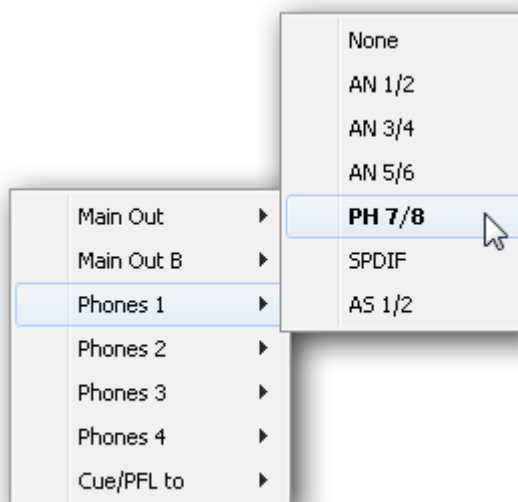 None
AN 1/2
AN 3/4
AN 5/6
PH 7/8
SPDIF
AS 1/2
Main Out
Main Out B
Phones 1
Phones 2
Phones 3
Phones 4
Cue/PFL to